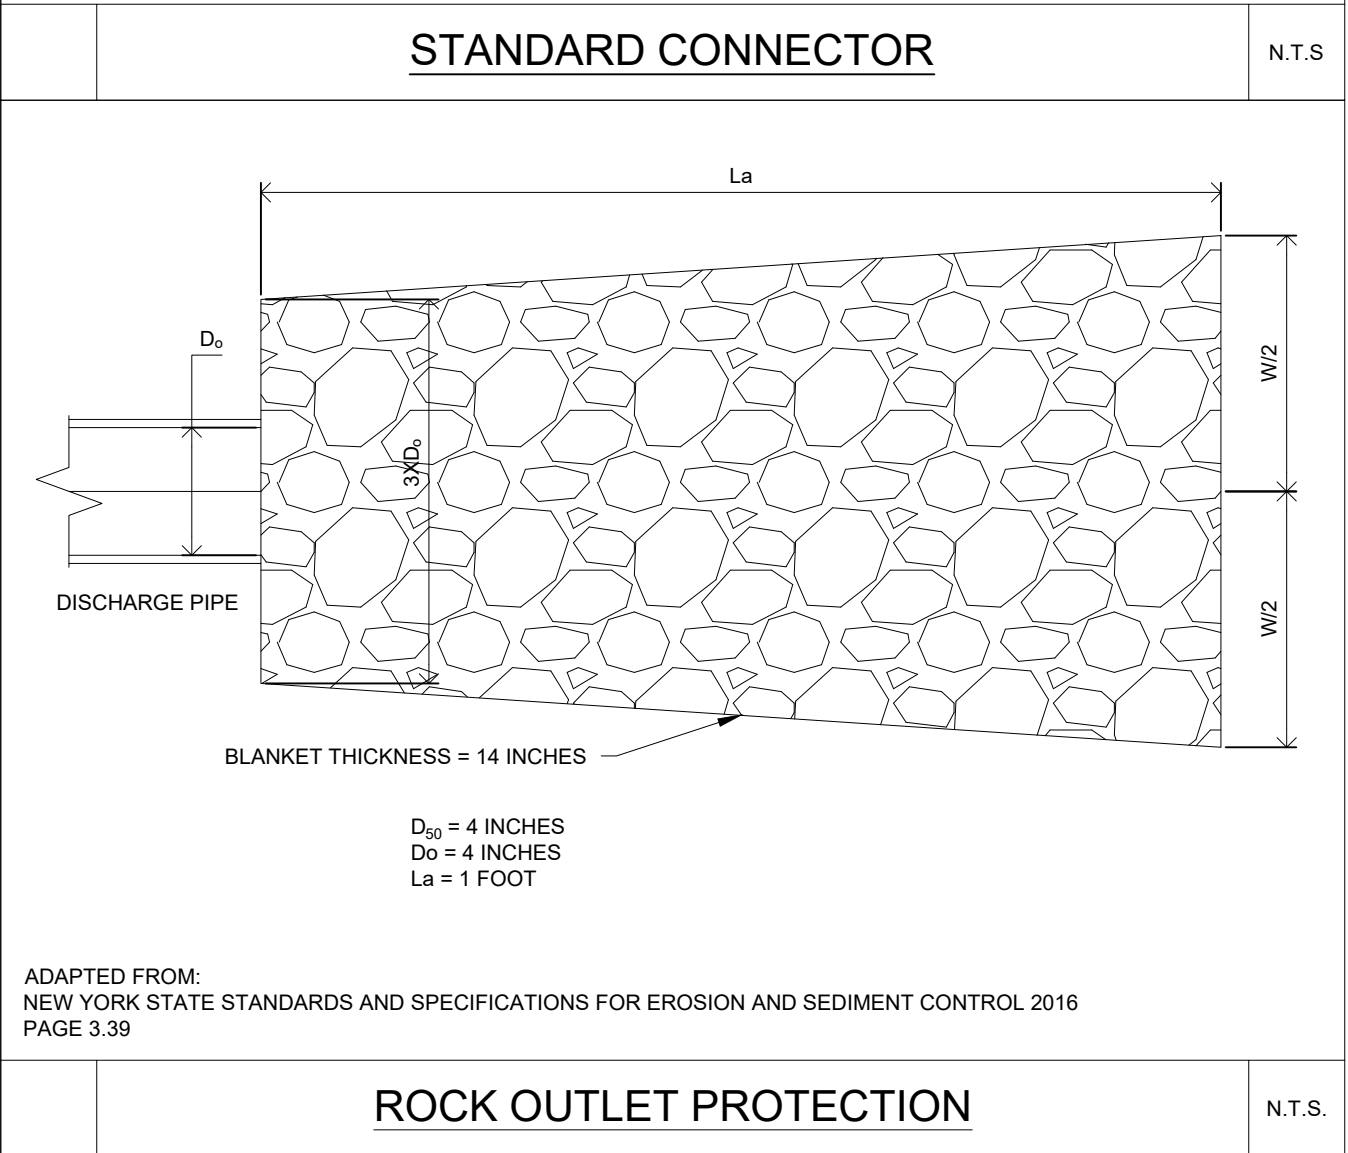 STANDARD CONNECTOR
N.T.S
La
Dₒ
W/2
3XDₒ
DISCHARGE PIPE
W/2
BLANKET THICKNESS = 14 INCHES
D₅₀ = 4 INCHES
Do = 4 INCHES
La = 1 FOOT
ADAPTED FROM:
NEW YORK STATE STANDARDS AND SPECIFICATIONS FOR EROSION AND SEDIMENT CONTROL 2016
PAGE 3.39
ROCK OUTLET PROTECTION
N.T.S.